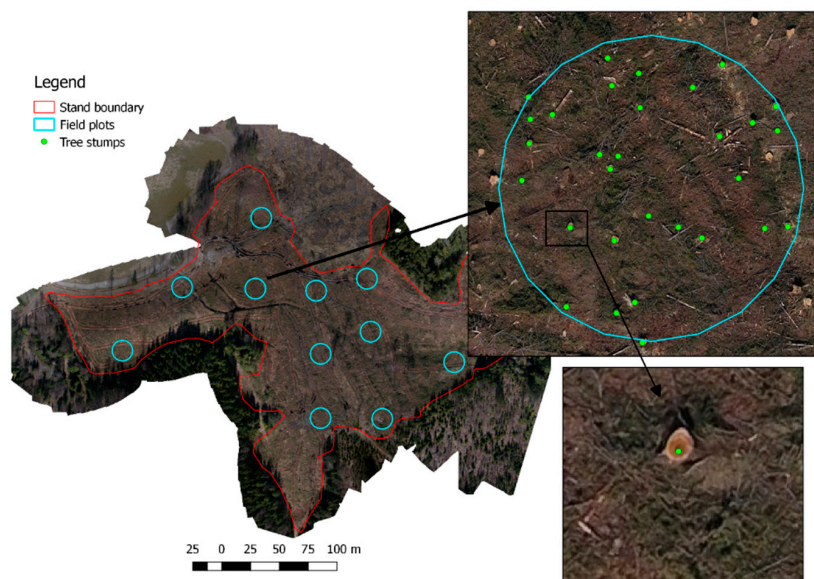 Legend
Stand boundary
Field plots
Tree stumps
25 0 25 50 75 100 m